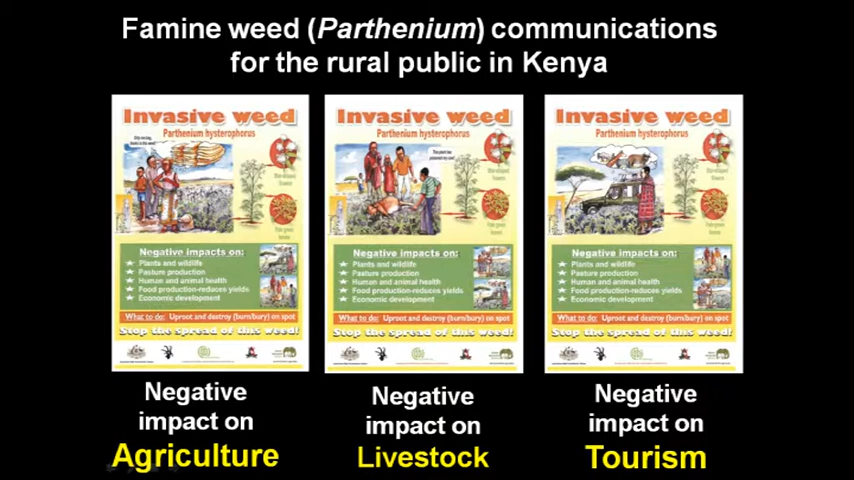 Famine weed (Parthenium) communications
for the rural public in Kenya
Invasive weed
Parthenium hysterophorus
Negative impacts on:
Plants and wildlife
Pasture production
Human and animal health
Food production-reduces yields
Economic development
What to do: Uproot and destroy (burn/bury) on spot
Stop the spread of this weed!
Negative
impact on
Agriculture
Invasive weed
Parthenium hysterophorus
Negative impacts on:
Plants and wildlife
Pasture production
Human and animal health
Food production-reduces yields
Economic development
What to do: Uproot and destroy (burn/bury) on spot
Stop the spread of this weed!
Negative
impact on
Livestock
Invasive weed
Parthenium hysterophorus
Negative impacts on:
Plants and wildlife
Pasture production
Human and animal health
Food production-reduces yields
Economic development
What to do: Uproot and destroy (burn/bury) on spot
Stop the spread of this weed!
Negative
impact on
Tourism